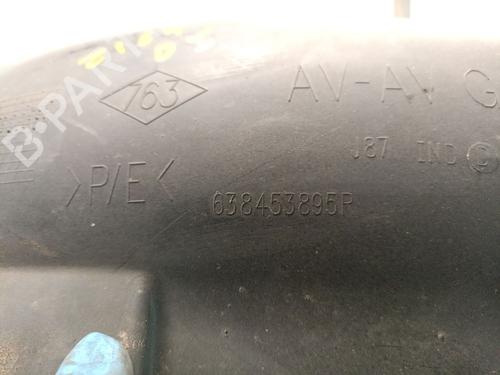 763
AV-AV G
J87 IND C
>P/E<
638453895R
B-PARTS